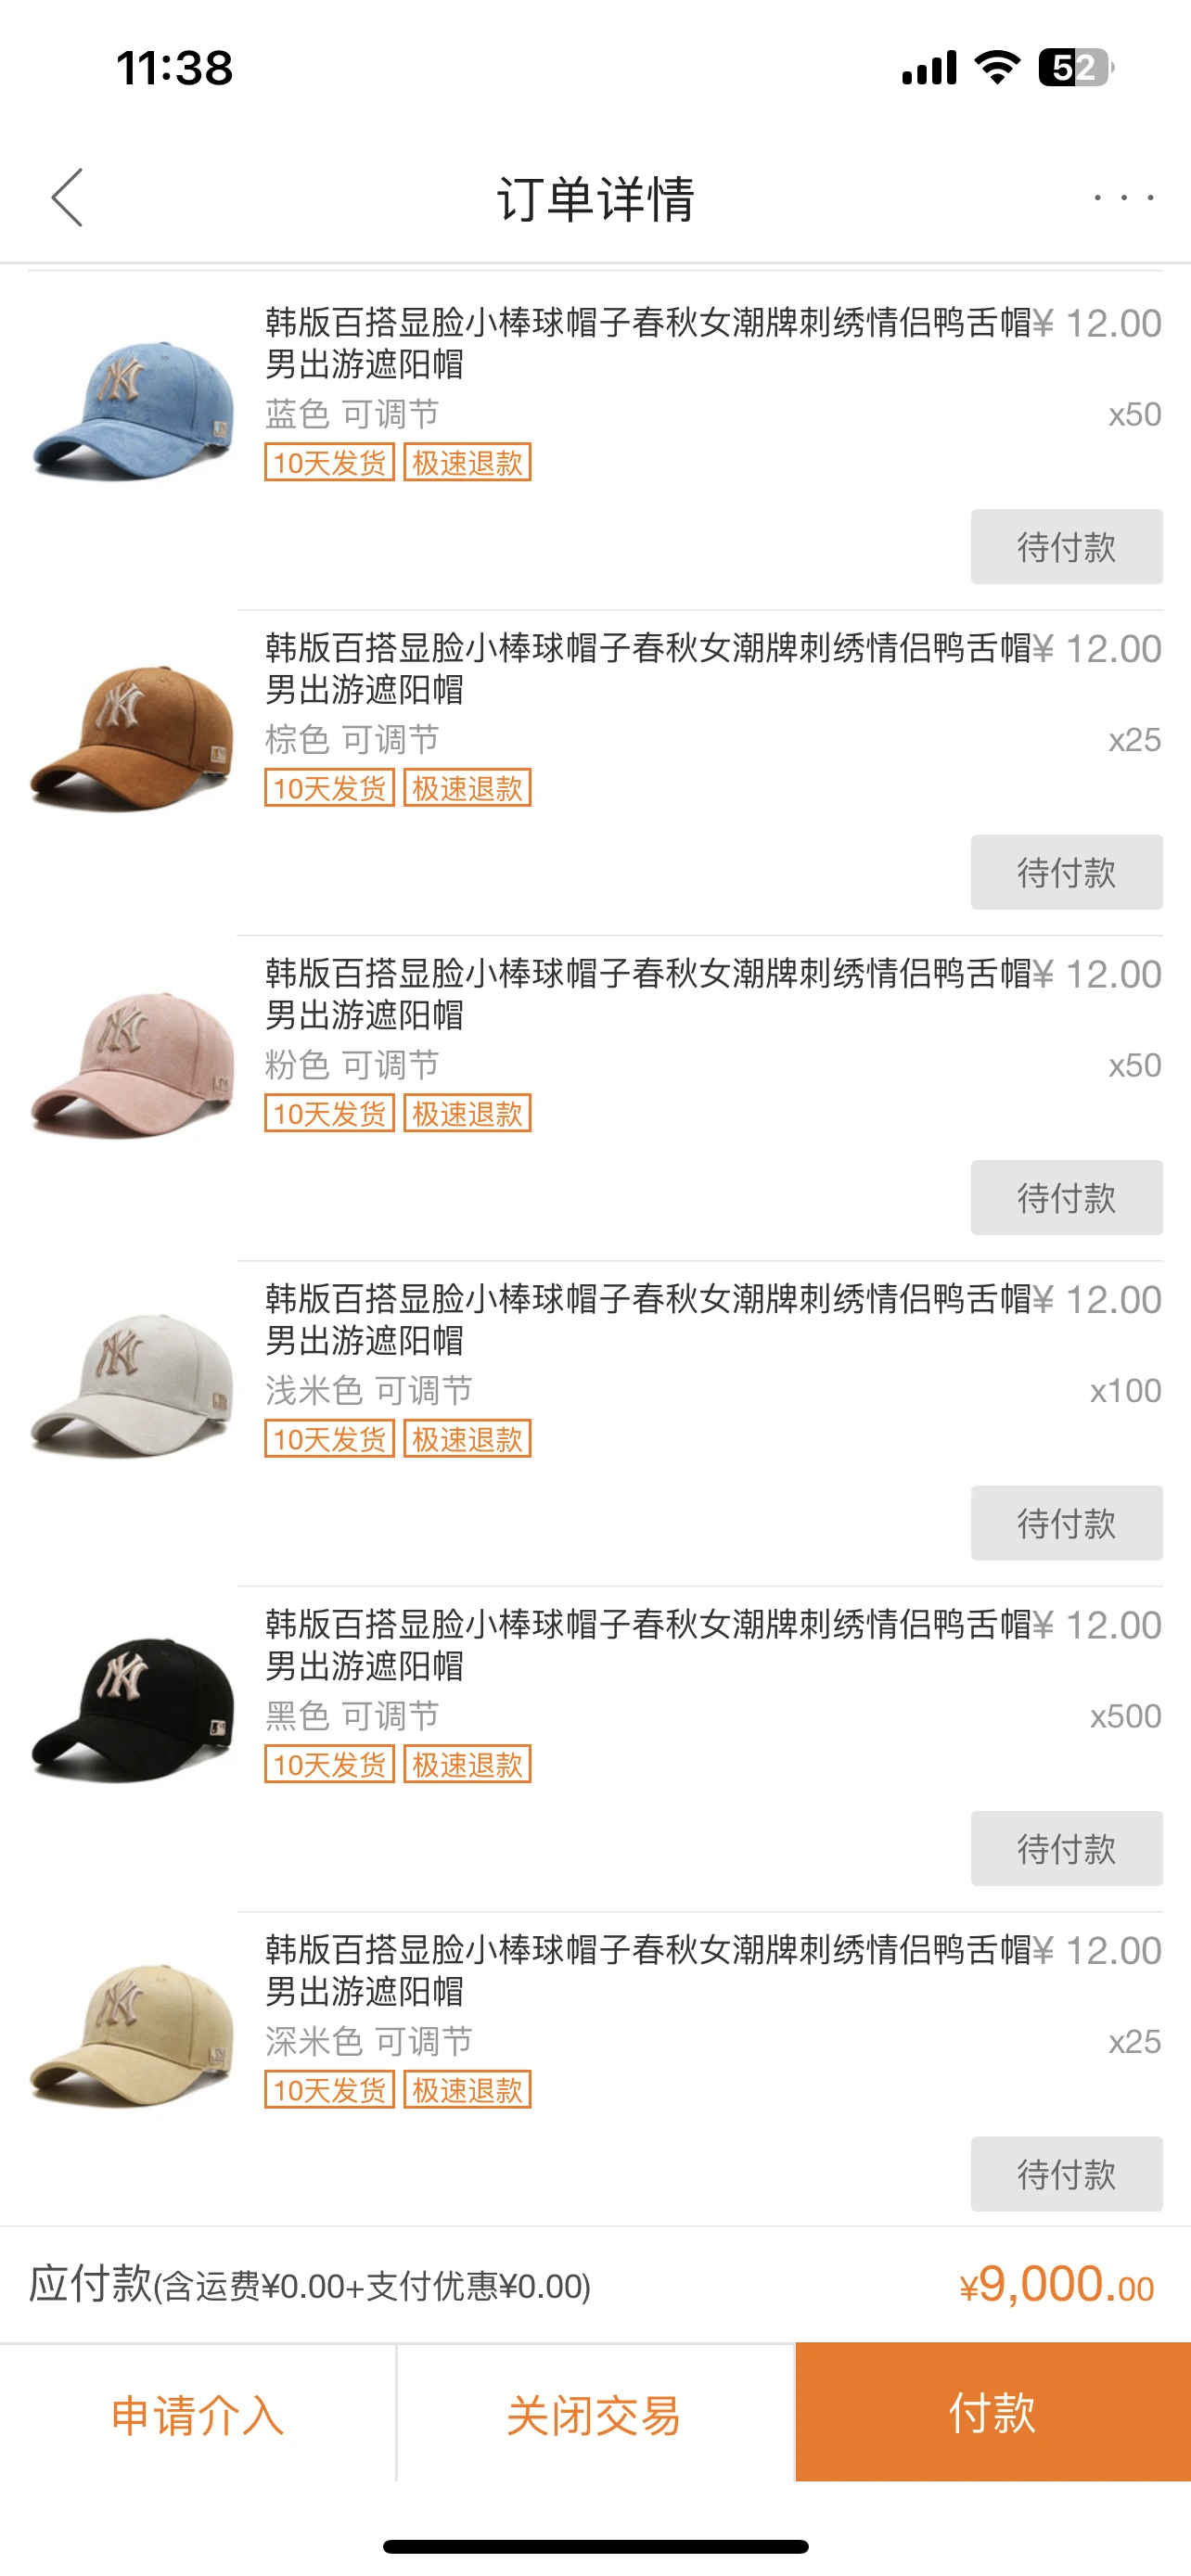 11:38
52
订单详情
韩版百搭显脸小棒球帽子春秋女潮牌刺绣情侣鸭舌帽¥ 12.00
男出游遮阳帽
蓝色 可调节 x50
10天发货 极速退款
待付款
韩版百搭显脸小棒球帽子春秋女潮牌刺绣情侣鸭舌帽¥ 12.00
男出游遮阳帽
棕色 可调节 x25
10天发货 极速退款
待付款
韩版百搭显脸小棒球帽子春秋女潮牌刺绣情侣鸭舌帽¥ 12.00
男出游遮阳帽
粉色 可调节 x50
10天发货 极速退款
待付款
韩版百搭显脸小棒球帽子春秋女潮牌刺绣情侣鸭舌帽¥ 12.00
男出游遮阳帽
浅米色 可调节 x100
10天发货 极速退款
待付款
韩版百搭显脸小棒球帽子春秋女潮牌刺绣情侣鸭舌帽¥ 12.00
男出游遮阳帽
黑色 可调节 x500
10天发货 极速退款
待付款
韩版百搭显脸小棒球帽子春秋女潮牌刺绣情侣鸭舌帽¥ 12.00
男出游遮阳帽
深米色 可调节 x25
10天发货 极速退款
待付款
应付款(含运费¥0.00+支付优惠¥0.00) ¥9,000.00
申请介入 关闭交易 付款